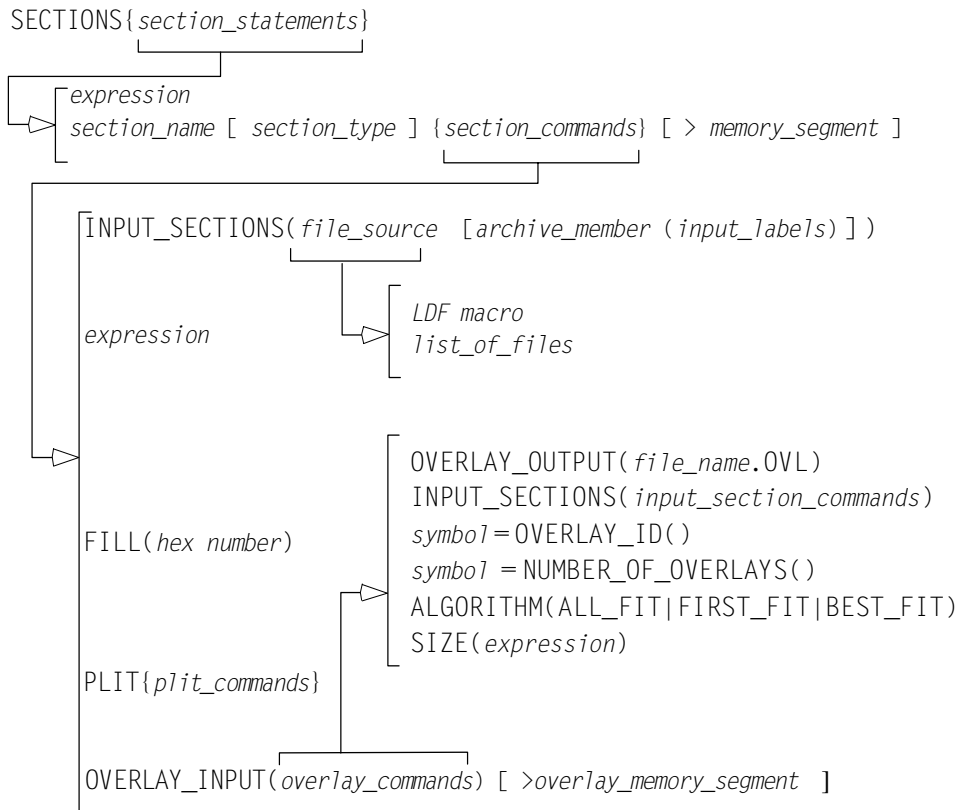 SECTIONS{section_statements}
expression
section_name [ section_type ] {section_commands} [ > memory_segment ]
INPUT_SECTIONS(file_source [archive_member (input_labels)])
LDF macro
list_of_files
expression
OVERLAY_OUTPUT(file_name.OVL)
INPUT_SECTIONS(input_section_commands)
symbol=OVERLAY_ID()
symbol =NUMBER_OF_OVERLAYS()
ALGORITHM(ALL_FIT|FIRST_FIT|BEST_FIT)
SIZE(expression)
FILL(hex number)
PLIT{plit_commands}
OVERLAY_INPUT(overlay_commands) [ >overlay_memory_segment ]